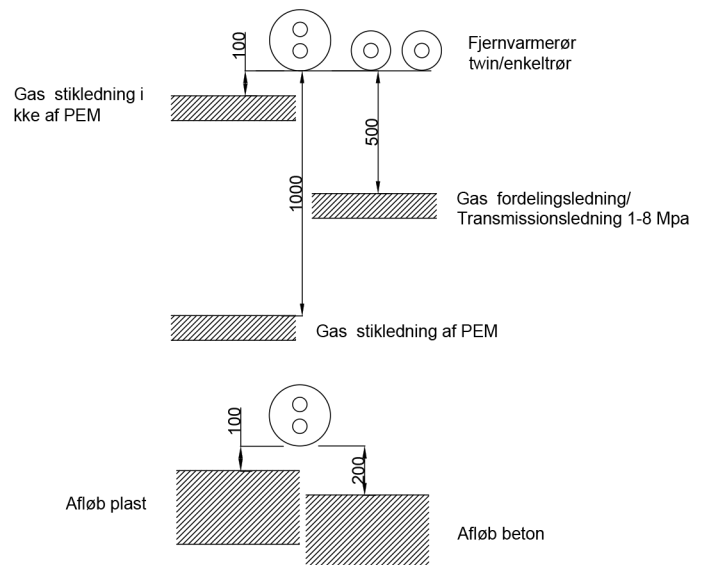 100
Fjernvarmerør
twin/enkeltrør
Gas stikledning i
kke af PEM
500
1000
Gas fordelingsledning/
Transmissionsledning 1-8 Mpa
Gas stikledning af PEM
100
200
Afløb plast
Afløb beton